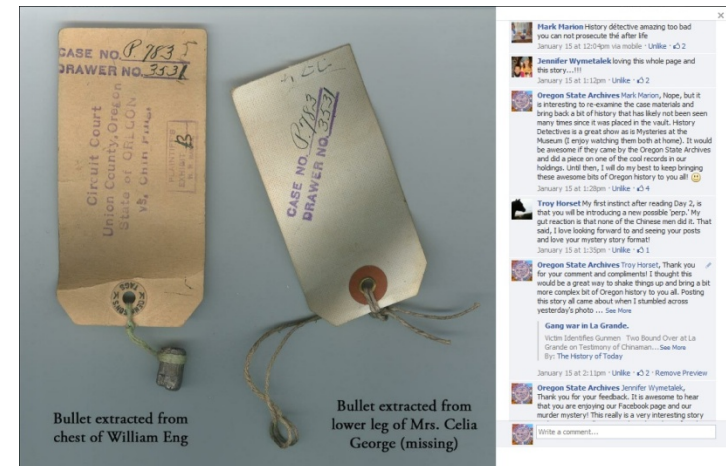 CASE NO. P.783
DRAWER NO. 3531
Circuit Court
Union County, Oregon
State of OREGON
vs. Chin
PLAINTIFF'S
EXHIBIT B
CASE NO. P.783
DRAWER NO. 3531
Bullet extracted from
chest of William Eng
Bullet extracted from
lower leg of Mrs. Celia
George (missing)
Mark Marion History détective amazing too bad
you can not prosecute thé after life
January 15 at 12:04pm via mobile · Unlike · 2
Jennifer Wymetalek loving this whole page and
this story...!!!
January 15 at 1:12pm · Unlike · 2
Oregon State Archives Mark Marion, Nope, but it
is interesting to re-examine the case materials and
bring back a bit of history that has likely not been seen
many times since it was placed in the vault. History
Detectives is a great show as is Mysteries at the
Museum (I enjoy watching them both at home). It would
be awesome if they came by the Oregon State Archives
and did a piece on one of the cool records in our
holdings. Until then, I will do my best to keep bringing
these awesome bits of Oregon history to you all!
January 15 at 1:28pm · Unlike · 4
Troy Horset My first instinct after reading Day 2, is
that you will be introducing a new possible 'perp.' My
gut reaction is that none of the Chinese men did it. That
said, I love looking forward to and seeing your posts
and love your mystery story format!
January 15 at 1:35pm · Unlike · 1
Oregon State Archives Troy Horset, Thank you
for your comment and compliments! I thought this
would be a great way to shake things up and bring a bit
more complex bit of Oregon history to you all. Posting
this story all came about when I stumbled across
yesterday's photo ... See More
Gang war in La Grande.
Victim Identifies Gunmen Two Bound Over at La
Grande on Testimony of Chinaman... See More
By: The History of Today
January 15 at 2:11pm · Unlike · 2 · Remove Preview
Oregon State Archives Jennifer Wymetalek,
Thank you for your feedback. It is awesome to hear
that you are enjoying our Facebook page and our
murder mystery! This really is a very interesting story
Write a comment...